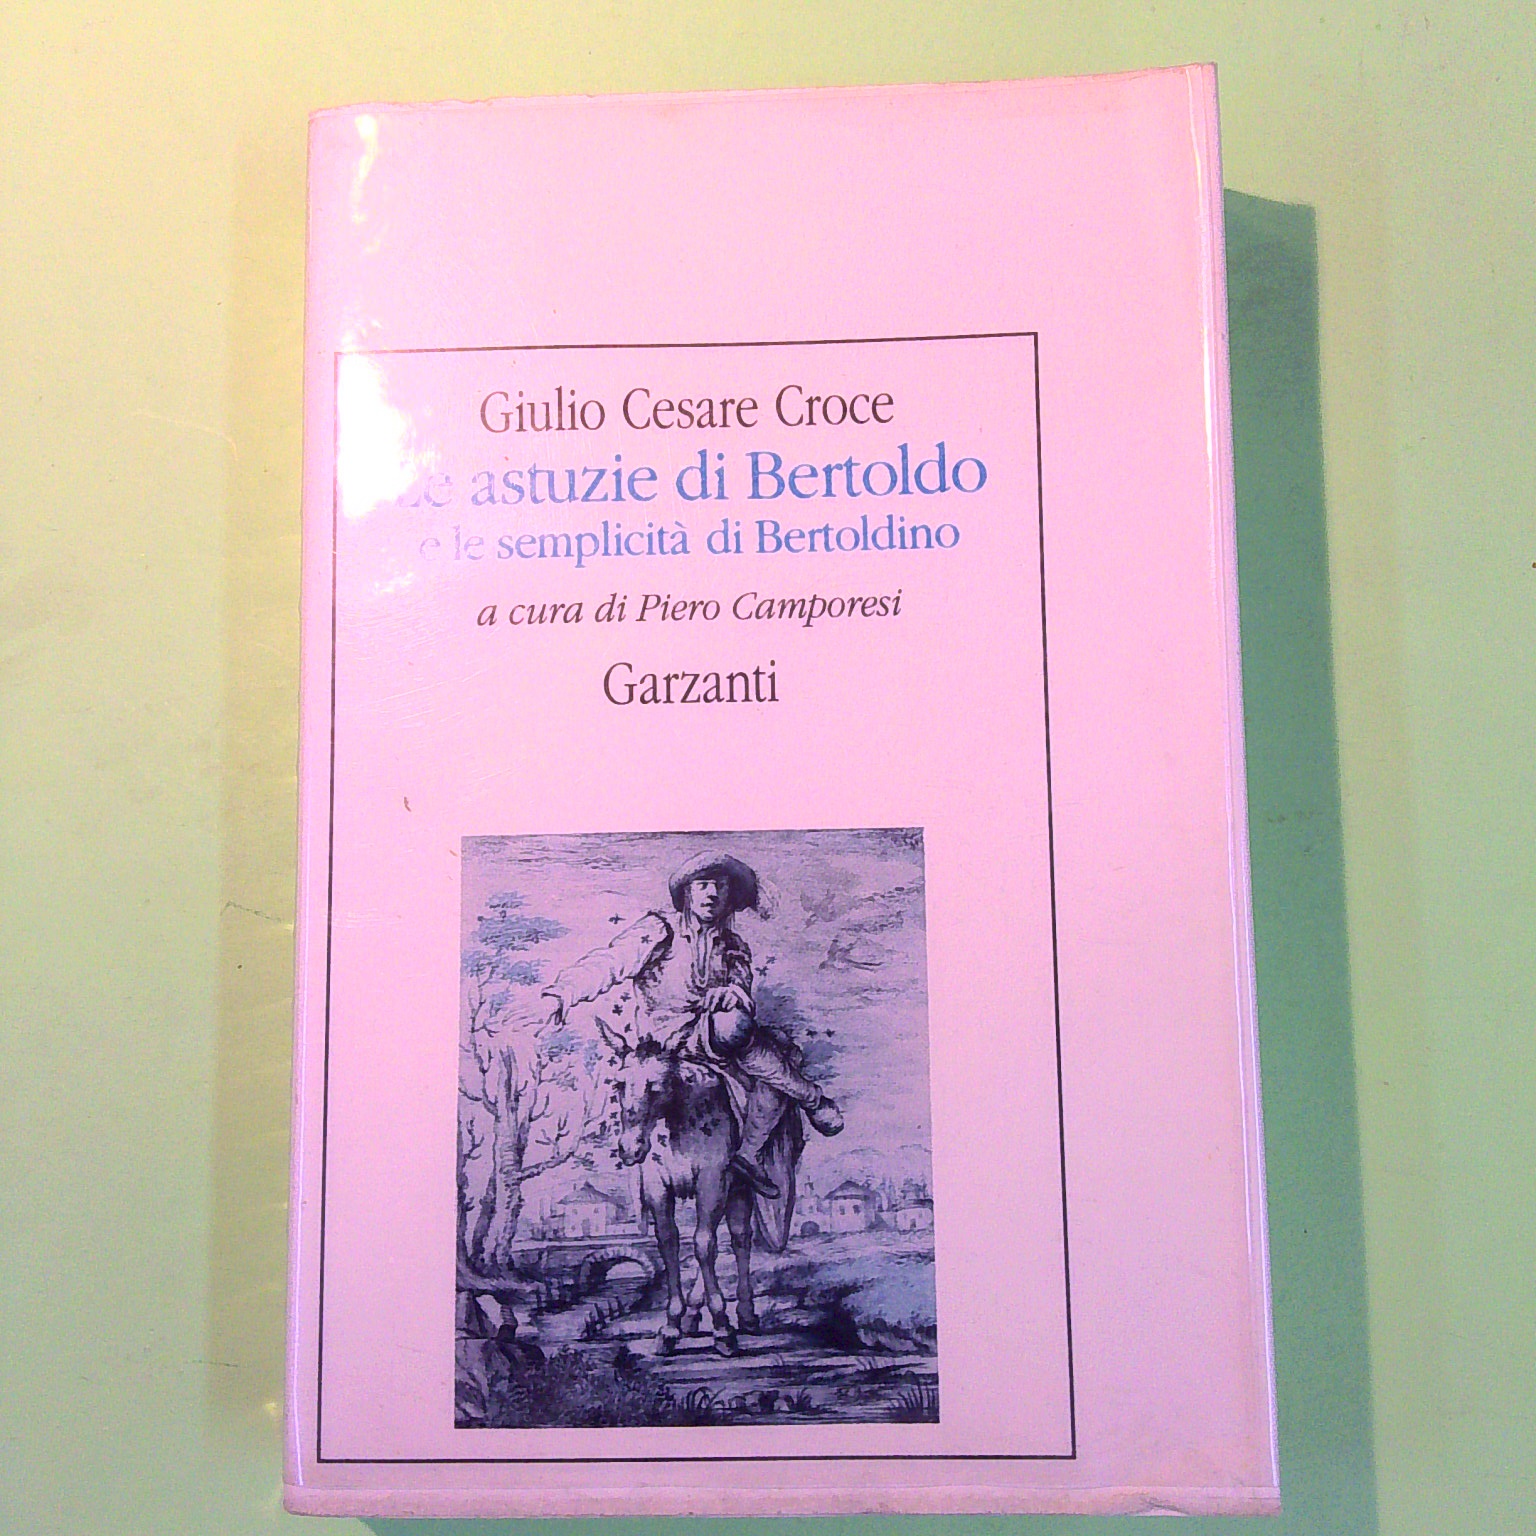 Giulio Cesare Croce
Le astuzie di Bertoldo
e le semplicità di Bertoldino
a cura di Piero Camporesi
Garzanti